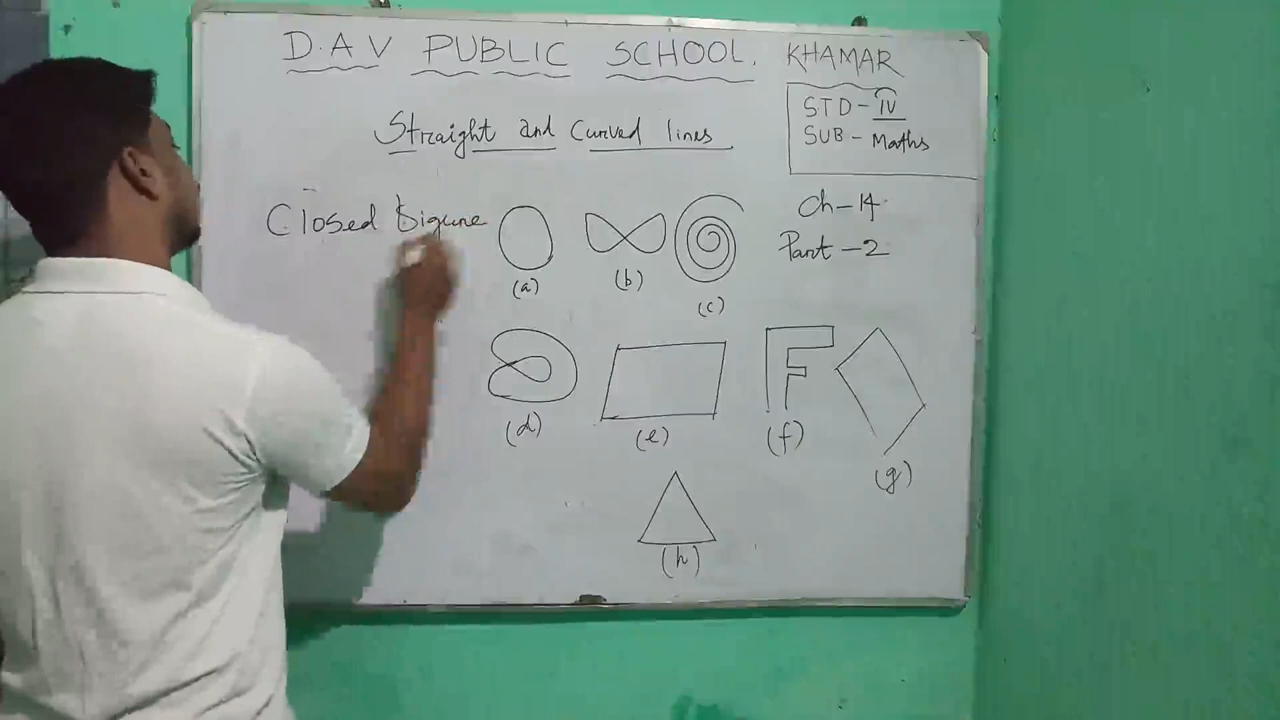 D.A.V PUBLIC SCHOOL. KHAMAR
STD - IV
SUB - Maths
Straight and Curved lines
Ch-14
Part -2
Closed Figure
(a)
(b)
(c)
(d)
(e)
(f)
(g)
(h)